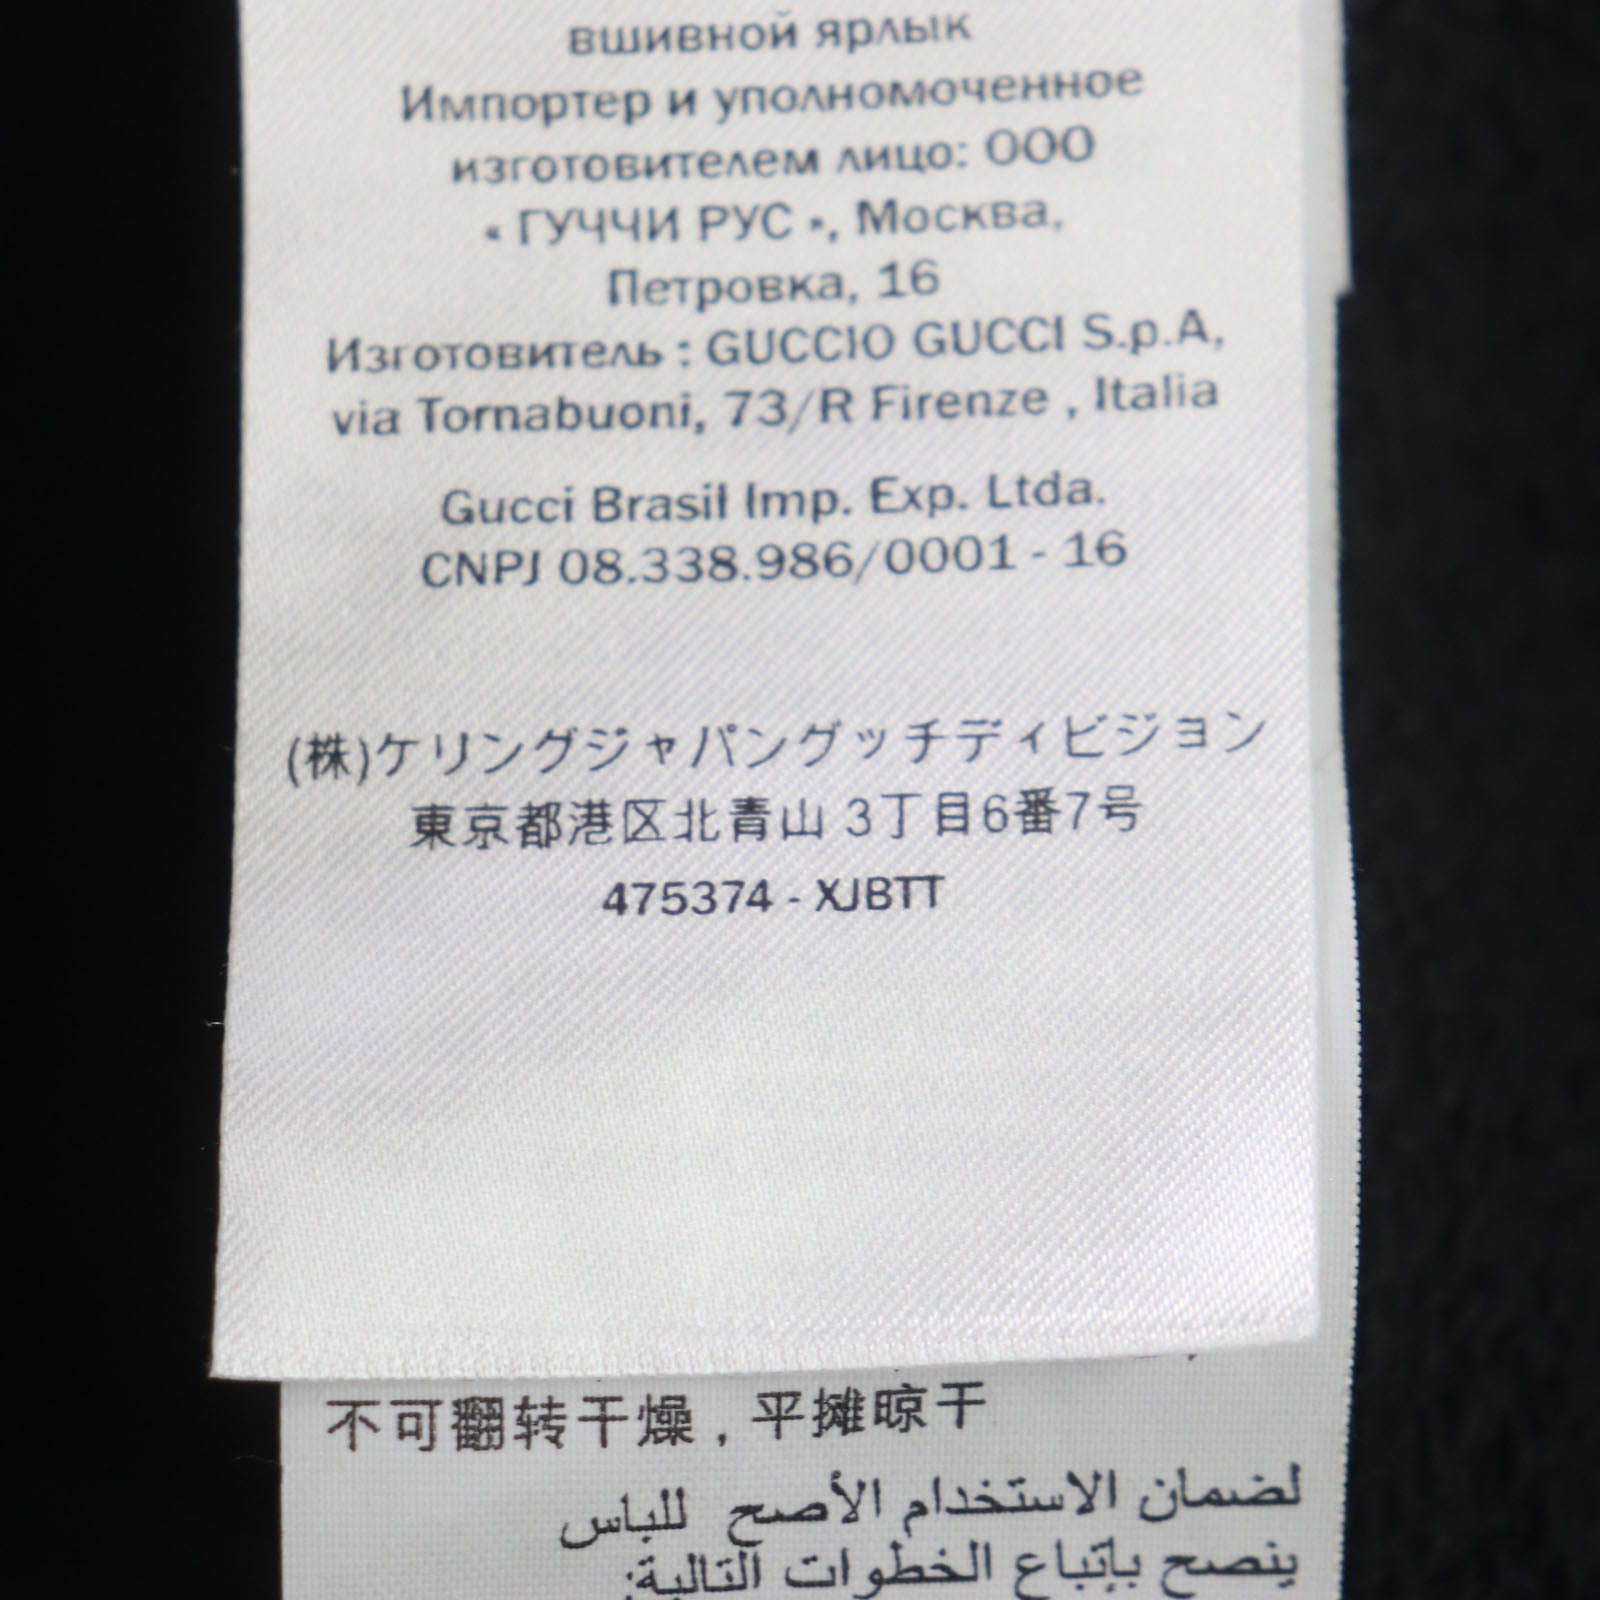 вшивной ярлык
Импортер и уполномоченное
изготовителем лицо: ООО
« ГУЧЧИ РУС », Москва,
Петровка, 16
Изготовитель : GUCCIO GUCCI S.p.A,
via Tornabuoni, 73/R Firenze , Italia
Gucci Brasil Imp. Exp. Ltda.
CNPJ 08.338.986/0001 - 16
(株)ケリングジャパングッチディビジョン
東京都港区北青山 3丁目6番7号
475374 - XJBTT
不可翻转干燥 , 平摊晾干
لضمان الاستخدام الأصح للباس
ينصح بإتباع الخطوات التالية: